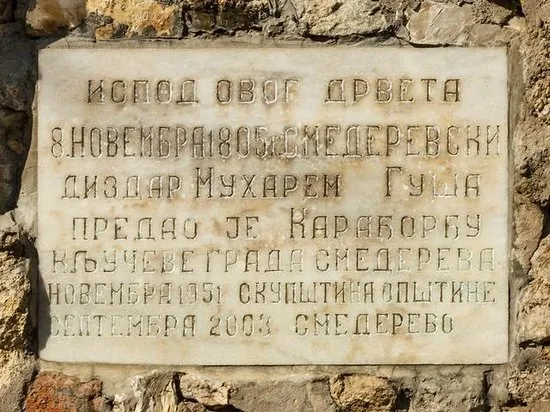 ИСПОД ОВОГ ДРВЕТА
8. НОВЕМБРА 1805 г. СМЕДЕРЕВСКИ
ДИЗДАР МУХАРЕМ ГУША
ПРЕДАО ЈЕ КАРАЂОРЂУ
КЉУЧЕВЕ ГРАДА СМЕДЕРЕВА
НОВЕМБРА 1951 СКУПШТИНА ОПШТИНЕ
СЕПТЕМБРА 2003 СМЕДЕРЕВО